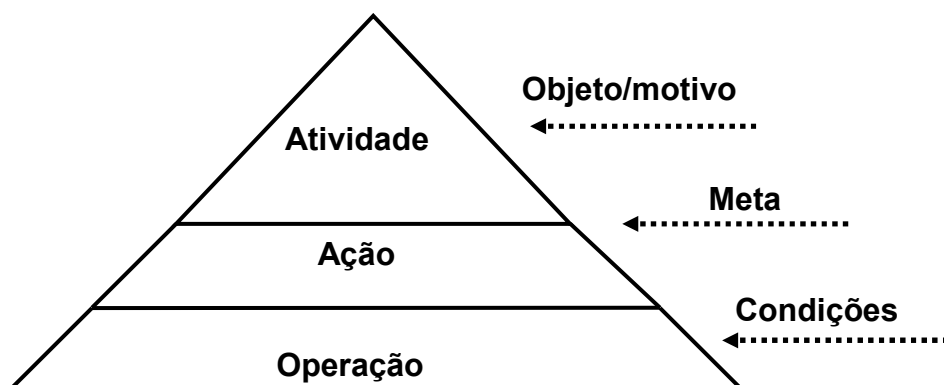 Objeto/motivo
Atividade
Meta
Ação
Condições
Operação